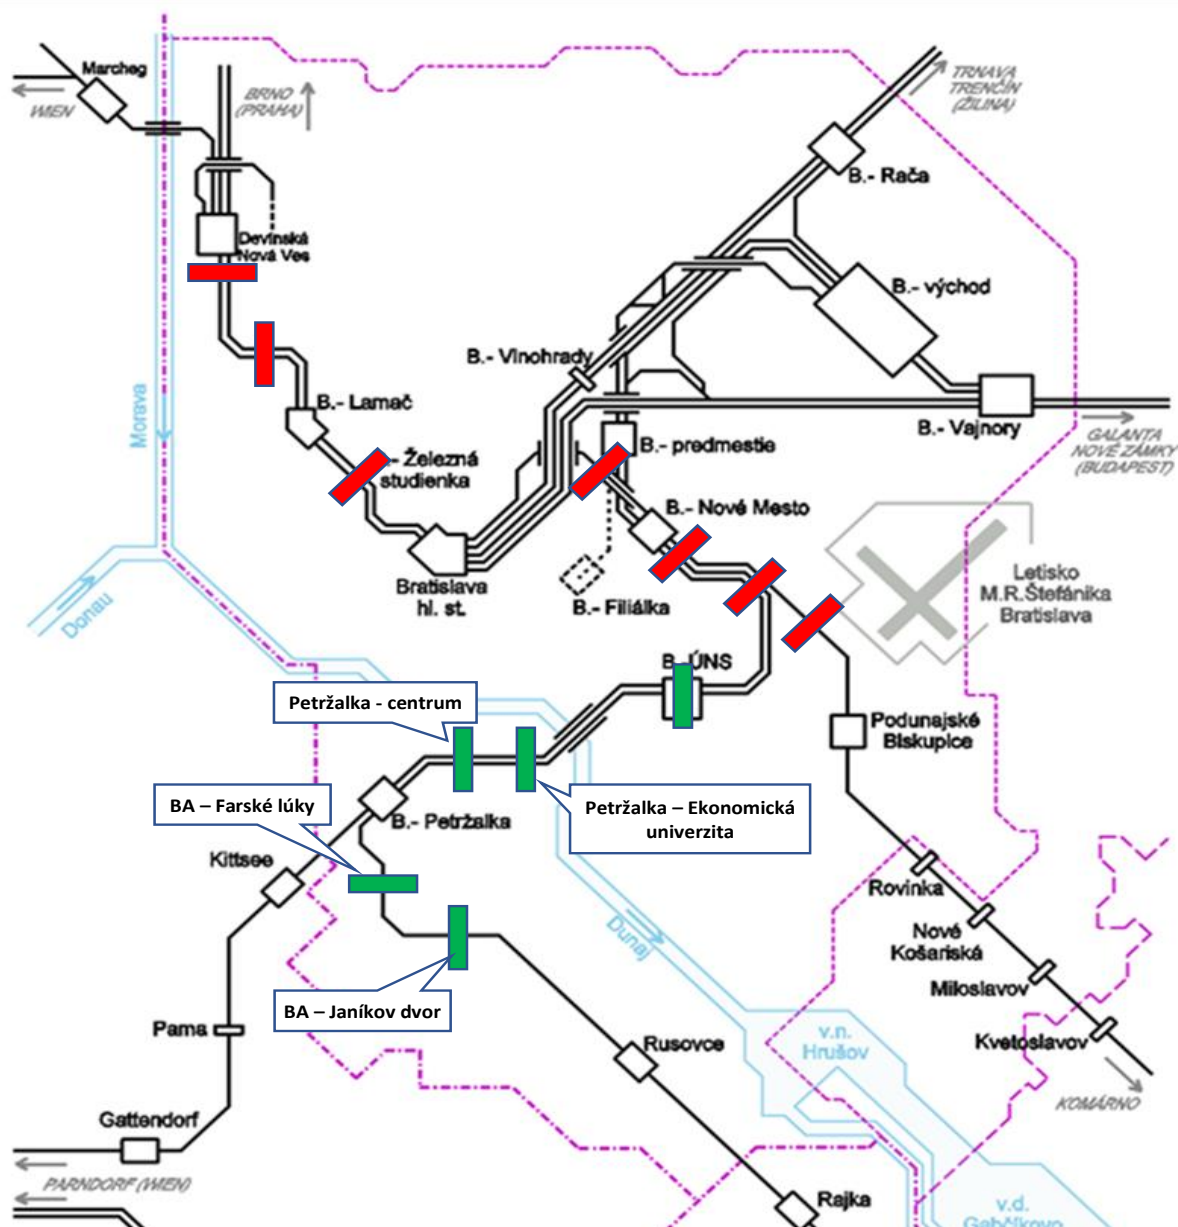 Marcheg
WIEN
BRNO
(PRAHA)
TRNAVA
TRENČÍN
(ŽILINA)
B.- Rača
Devínská
Nová Ves
B.- východ
B.- Vinohrady
B.- Lamač
Morava
B.- Vajnory
GALANTA
NOVÉ ZÁMKY
(BUDAPEST)
B.- predmestie
- Železná
studienka
B.- Nové Mesto
Bratislava
hl. st.
B.- Filiálka
Letisko
M.R.Štefánika
Bratislava
Donau
B.-ÚNS
Petržalka - centrum
Podunajské
Biskupice
BA – Farské lúky
Petržalka – Ekonomická
univerzita
B.- Petržalka
Kittsee
Rovinka
Dunaj
Nové
Košariská
Miloslavov
BA – Janíkov dvor
Pama
Rusovce
v.n.
Hrušov
Kvetoslavov
KOMÁRNO
Gattendorf
PARNDORF (WIEN)
Rajka
v.d.
Gabčíkovo